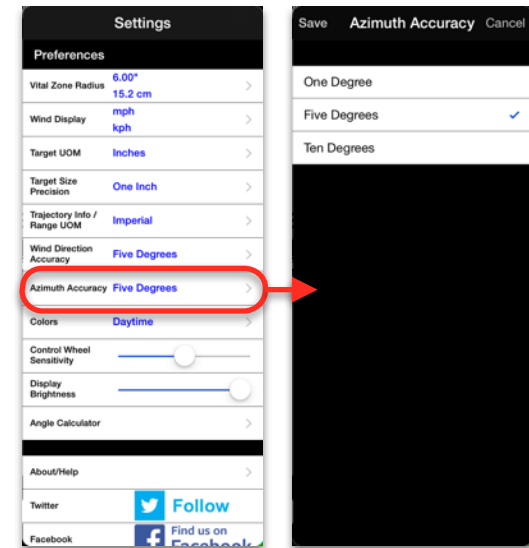 Settings
Preferences
Vital Zone Radius 6.00"
15.2 cm
Wind Display mph
kph
Target UOM Inches
Target Size
Precision One Inch
Trajectory Info /
Range UOM Imperial
Wind Direction
Accuracy Five Degrees
Azimuth Accuracy Five Degrees
Colors Daytime
Control Wheel
Sensitivity
Display
Brightness
Angle Calculator
About/Help
Twitter Follow
Facebook Find us on
Facebook
Save Azimuth Accuracy Cancel
One Degree
Five Degrees
Ten Degrees